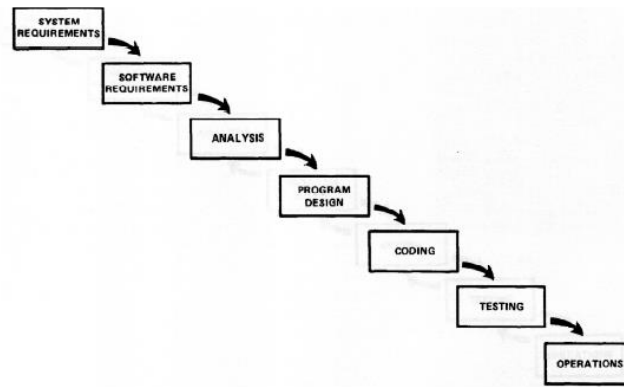 SYSTEM
REQUIREMENTS
SOFTWARE
REQUIREMENTS
ANALYSIS
PROGRAM
DESIGN
CODING
TESTING
OPERATIONS